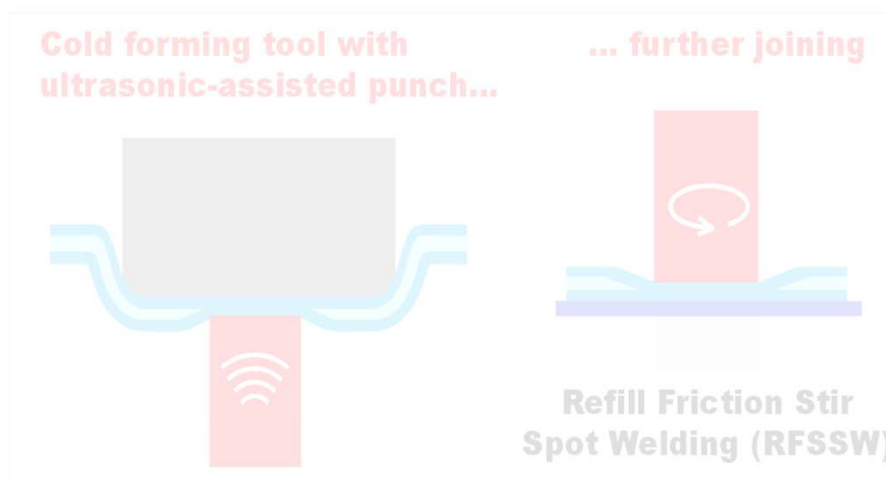 Cold forming tool with
ultrasonic-assisted punch...
... further joining
Refill Friction Stir
Spot Welding (RFSSW)